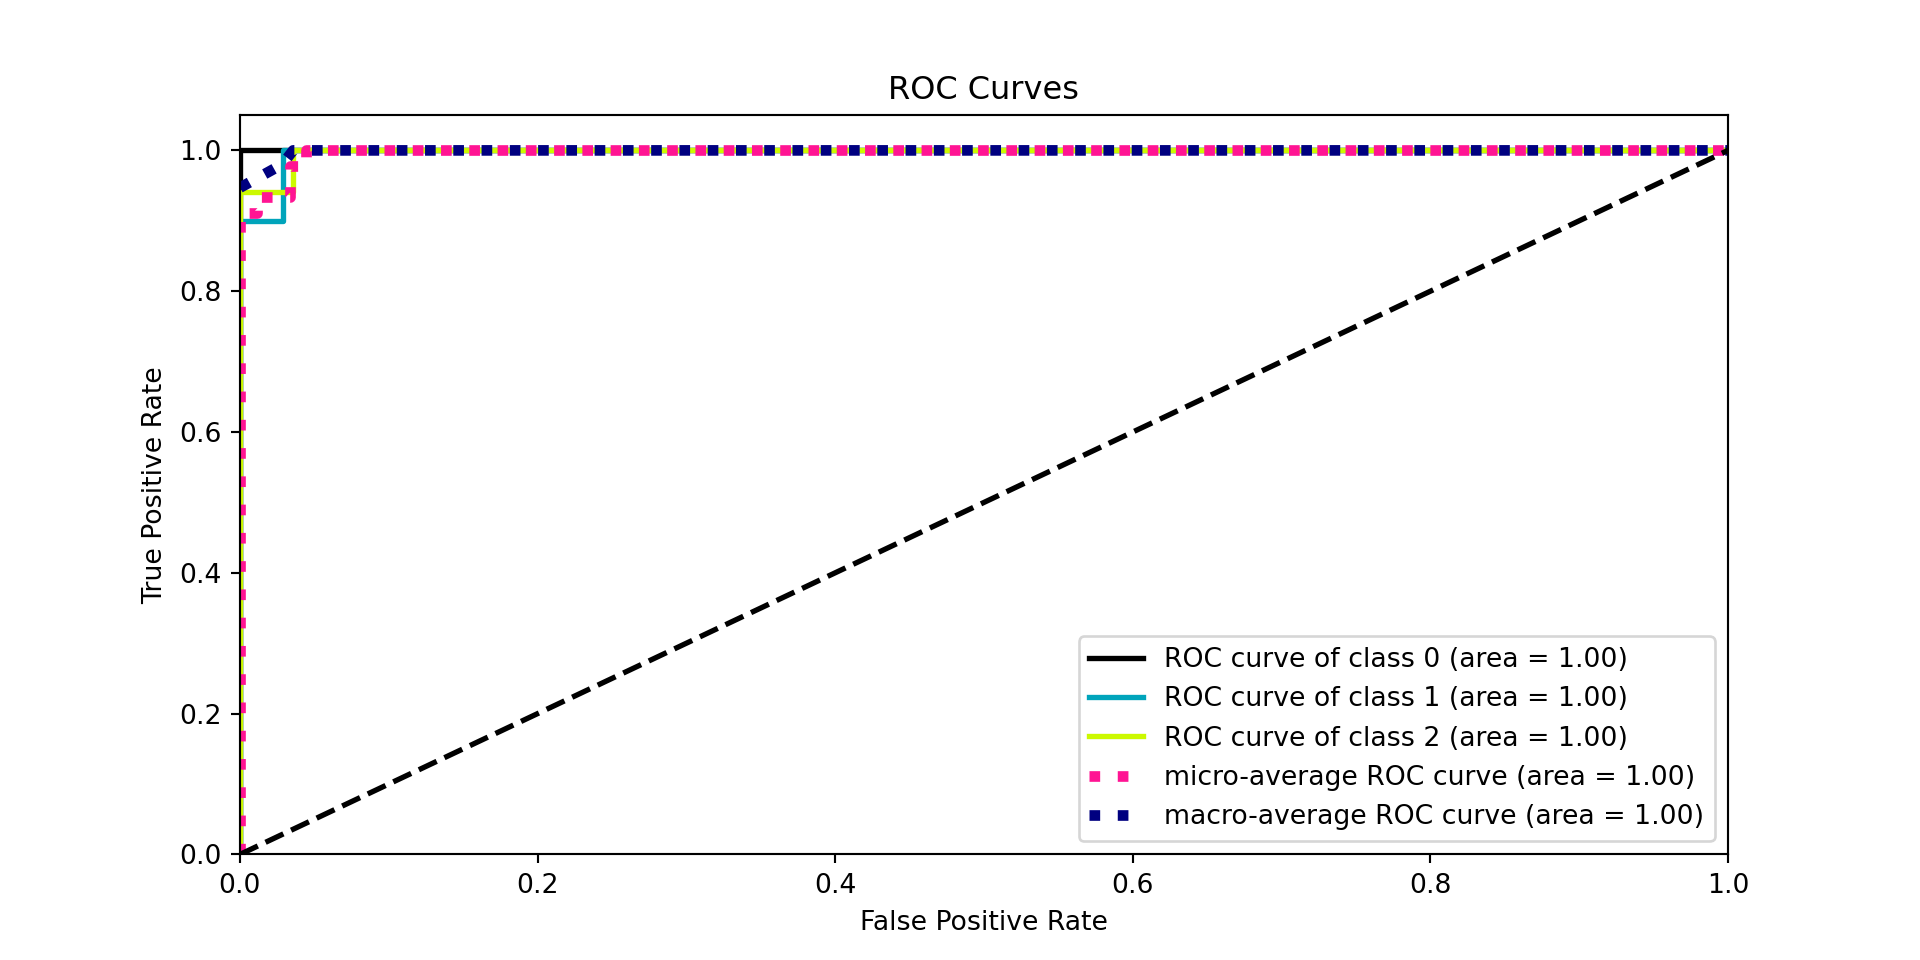 ROC Curves
1.0
0.8
0.6
0.4
0.2
0.0
True Positive Rate
0.0 0.2 0.4 0.6 0.8 1.0
False Positive Rate
ROC curve of class 0 (area = 1.00)
ROC curve of class 1 (area = 1.00)
ROC curve of class 2 (area = 1.00)
micro-average ROC curve (area = 1.00)
macro-average ROC curve (area = 1.00)